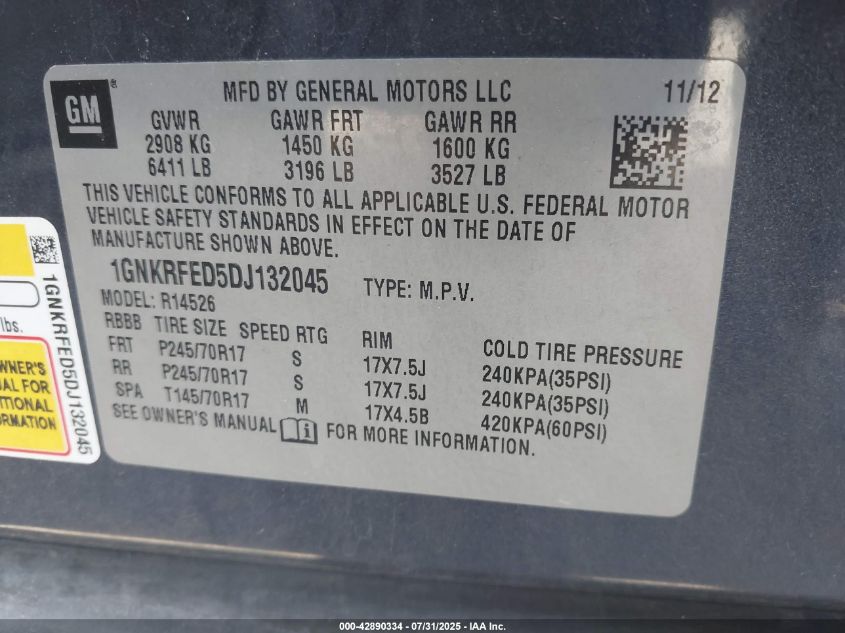 GM ®
MFD BY GENERAL MOTORS LLC 11/12
GVWR GAWR FRT GAWR RR
2908 KG 1450 KG 1600 KG
6411 LB 3196 LB 3527 LB
THIS VEHICLE CONFORMS TO ALL APPLICABLE U.S. FEDERAL MOTOR
VEHICLE SAFETY STANDARDS IN EFFECT ON THE DATE OF
MANUFACTURE SHOWN ABOVE.
1GNKRFED5DJ132045 TYPE: M.P.V.
MODEL: R14526
RBBB TIRE SIZE SPEED RTG RIM COLD TIRE PRESSURE
FRT P245/70R17 S 17X7.5J 240KPA(35PSI)
RR P245/70R17 S 17X7.5J 240KPA(35PSI)
SPA T145/70R17 M 17X4.5B 420KPA(60PSI)
SEE OWNER'S MANUAL i FOR MORE INFORMATION.
1GNKRFED5DJ132045
lbs.
FOR
000-42890334 - 07/31/2025 - IAA Inc.